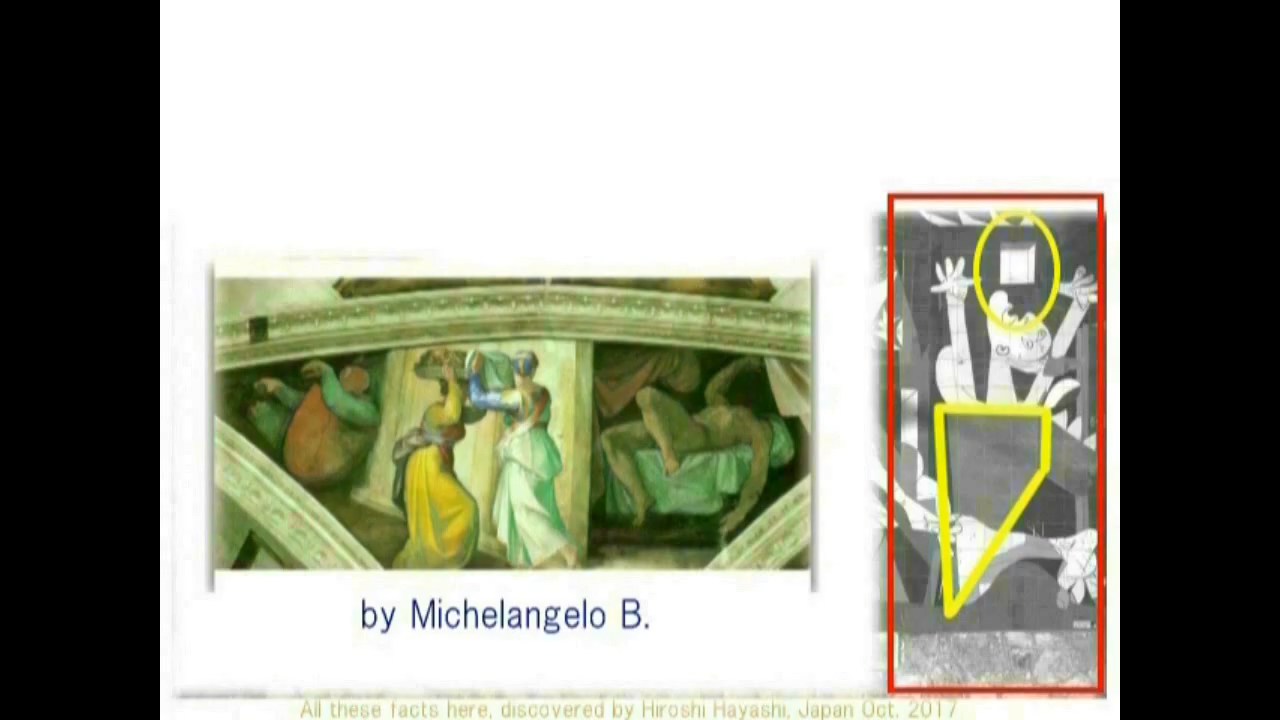 by Michelangelo B.
All these facts here, discovered by Hiroshi Hayashi, Japan Oct. 2017